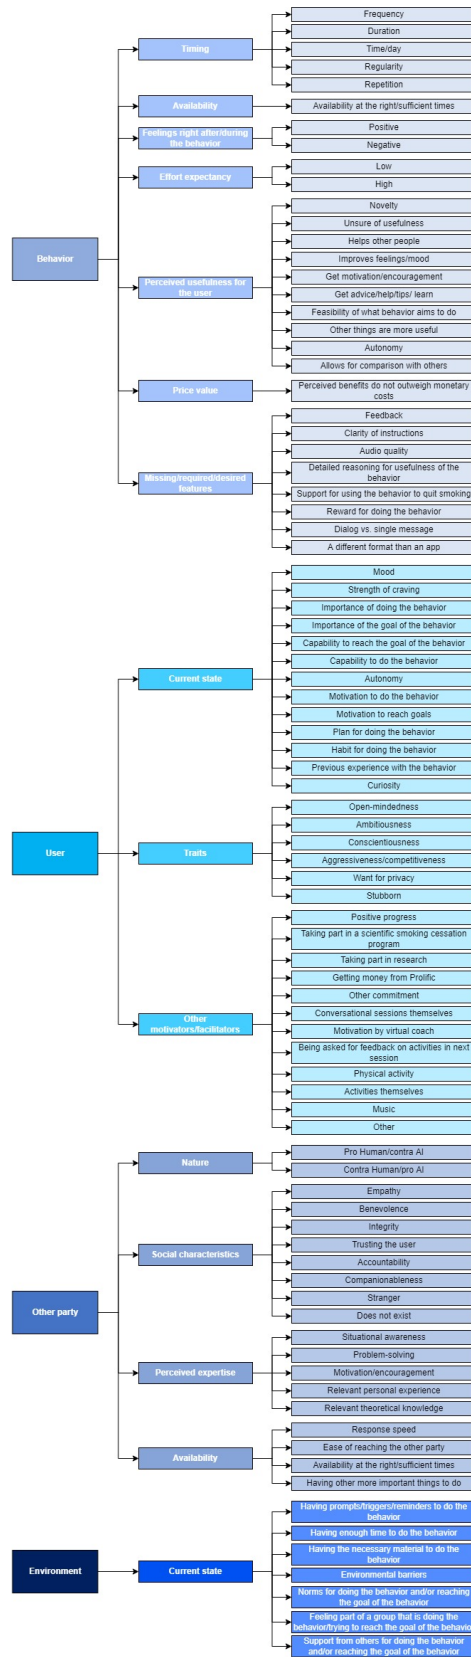 Behavior
Timing
Frequency
Duration
Time/day
Regularity
Repetition
Availability
Availability at the right/sufficient times
Feelings right after/during
the behavior
Positive
Negative
Effort expectancy
Low
High
Perceived usefulness for
the user
Novelty
Unsure of usefulness
Helps other people
Improves feelings/mood
Get motivation/encouragement
Get advice/help/tips/ learn
Feasibility of what behavior aims to do
Other things are more useful
Autonomy
Allows for comparison with others
Price value
Perceived benefits do not outweigh monetary
costs
Missing/required/desired
features
Feedback
Clarity of instructions
Audio quality
Detailed reasoning for usefulness of the
behavior
Support for using the behavior to quit smoking
Reward for doing the behavior
Dialog vs. single message
A different format than an app
User
Current state
Mood
Strength of craving
Importance of doing the behavior
Importance of the goal of the behavior
Capability to reach the goal of the behavior
Capability to do the behavior
Autonomy
Motivation to do the behavior
Motivation to reach goals
Plan for doing the behavior
Habit for doing the behavior
Previous experience with the behavior
Curiosity
Traits
Open-mindedness
Ambitiousness
Conscientiousness
Aggressiveness/competitiveness
Want for privacy
Stubborn
Other
motivators/facilitators
Positive progress
Taking part in a scientific smoking cessation
program
Taking part in research
Getting money from Prolific
Other commitment
Conversational sessions themselves
Motivation by virtual coach
Being asked for feedback on activities in next
session
Physical activity
Activities themselves
Music
Other
Other party
Nature
Pro Human/contra AI
Contra Human/pro AI
Social characteristics
Empathy
Benevolence
Integrity
Trusting the user
Accountability
Companionableness
Stranger
Does not exist
Perceived expertise
Situational awareness
Problem-solving
Motivation/encouragement
Relevant personal experience
Relevant theoretical knowledge
Availability
Response speed
Ease of reaching the other party
Availability at the right/sufficient times
Having other more important things to do
Environment
Current state
Having prompts/triggers/reminders to do the
behavior
Having enough time to do the behavior
Having the necessary material to do the
behavior
Environmental barriers
Norms for doing the behavior and/or reaching
the goal of the behavior
Feeling part of a group that is doing the
behavior/trying to reach the goal of the behavior
Support from others for doing the behavior
and/or reaching the goal of the behavior